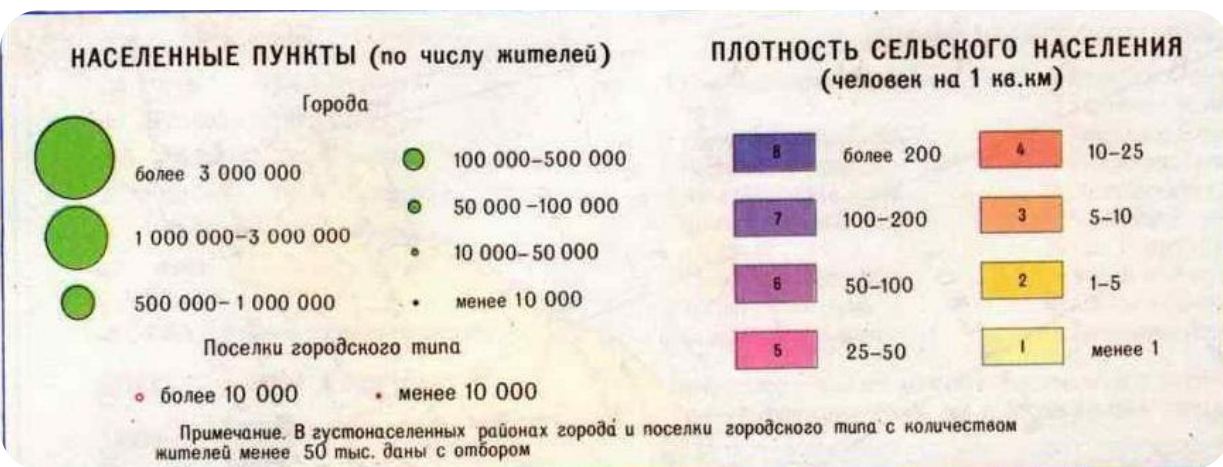 НАСЕЛЕННЫЕ ПУНКТЫ (по числу жителей)
Города
более 3 000 000
1 000 000–3 000 000
500 000–1 000 000
100 000–500 000
50 000–100 000
10 000–50 000
менее 10 000
Поселки городского типа
более 10 000
менее 10 000
ПЛОТНОСТЬ СЕЛЬСКОГО НАСЕЛЕНИЯ
(человек на 1 кв.км)
8 более 200
7 100–200
6 50–100
5 25–50
4 10–25
3 5–10
2 1–5
1 менее 1
Примечание. В густонаселенных районах города и поселки городского типа с количеством
жителей менее 50 тыс. даны с отбором